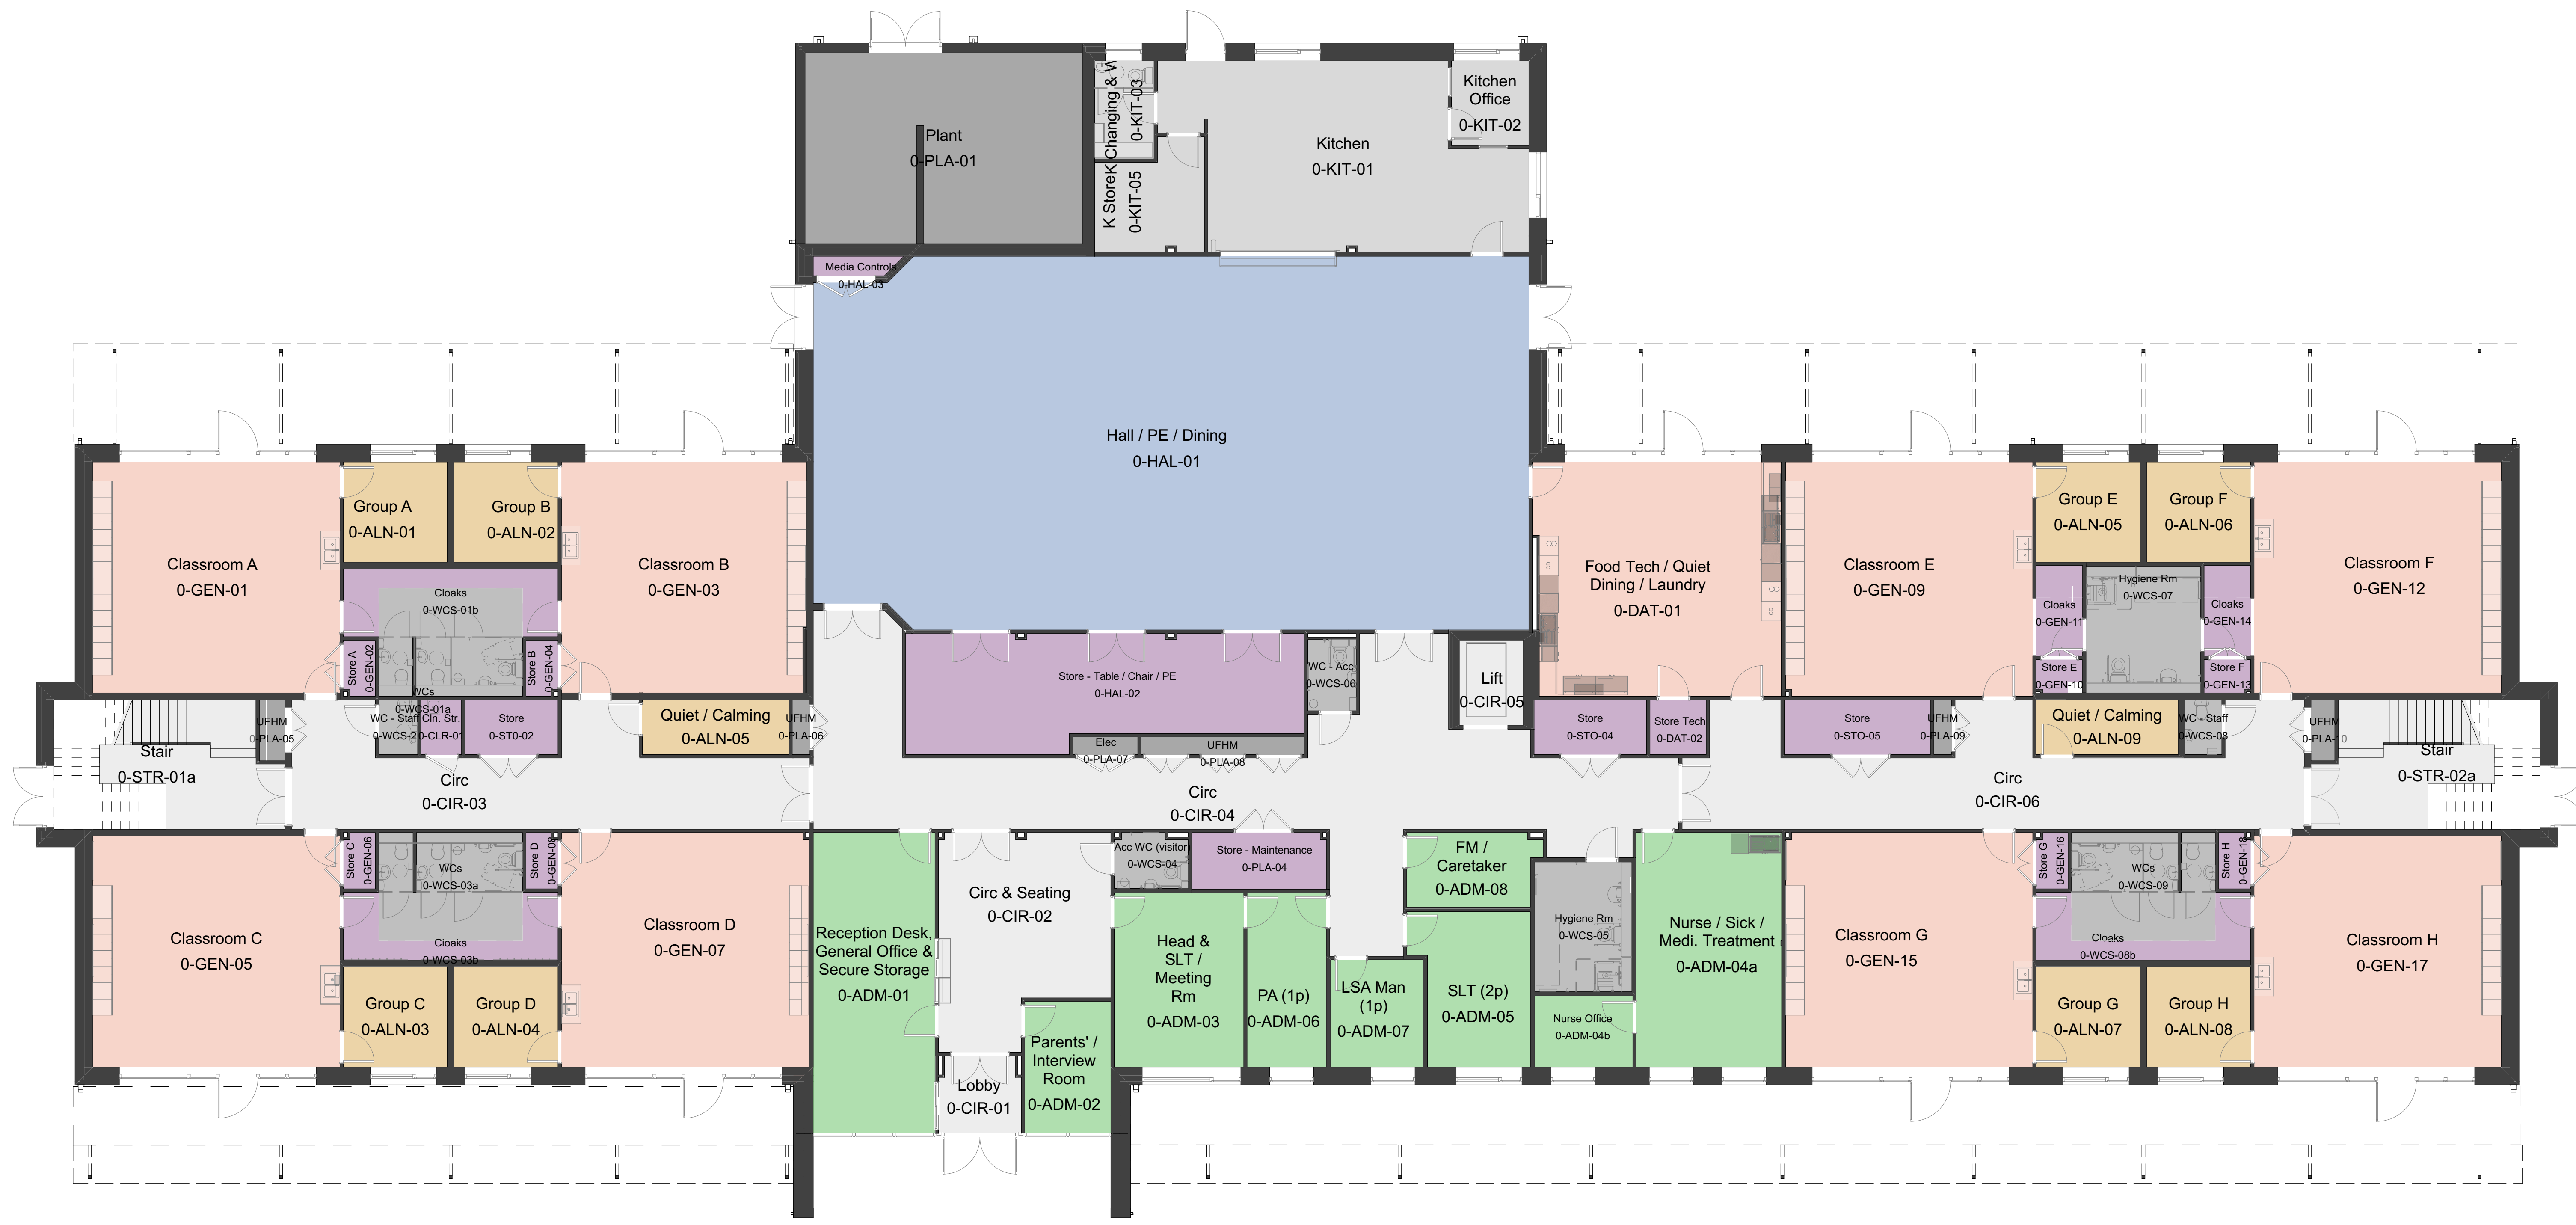 Plant
0-PLA-01
K Changing & W
0-KIT-03
K Store
0-KIT-05
Kitchen
0-KIT-01
Kitchen
Office
0-KIT-02
Media Controls
0-HAL-03
Hall / PE / Dining
0-HAL-01
Classroom A
0-GEN-01
Group A
0-ALN-01
Group B
0-ALN-02
Classroom B
0-GEN-03
Cloaks
0-WCS-01b
Store A
0-GEN-02
Store B
0-GEN-04
WCs
0-WCS-01a
Food Tech / Quiet
Dining / Laundry
0-DAT-01
Classroom E
0-GEN-09
Group E
0-ALN-05
Group F
0-ALN-06
Classroom F
0-GEN-12
Hygiene Rm
0-WCS-07
Cloaks
0-GEN-11
Cloaks
0-GEN-14
Store E
0-GEN-10
Store F
0-GEN-13
Stair
0-STR-01a
UFHM
0-PLA-05
WC - Staff
0-WCS-2
Cln. Str.
0-CLR-01
Store
0-ST0-02
Quiet / Calming
0-ALN-05
UFHM
0-PLA-06
Circ
0-CIR-03
Store - Table / Chair / PE
0-HAL-02
WC - Acc
0-WCS-06
Elec
0-PLA-07
UFHM
0-PLA-08
Circ
0-CIR-04
Lift
0-CIR-05
Store
0-STO-04
Store Tech
0-DAT-02
Store
0-STO-05
UFHM
0-PLA-09
Quiet / Calming
0-ALN-09
WC - Staff
0-WCS-08
UFHM
0-PLA-10
Stair
0-STR-02a
Circ
0-CIR-06
Classroom C
0-GEN-05
Store C
0-GEN-06
WCs
0-WCS-03a
Store D
0-GEN-08
Cloaks
0-WCS-03b
Group C
0-ALN-03
Group D
0-ALN-04
Classroom D
0-GEN-07
Reception Desk,
General Office &
Secure Storage
0-ADM-01
Circ & Seating
0-CIR-02
Lobby
0-CIR-01
Parents' /
Interview
Room
0-ADM-02
Acc WC (visitor)
0-WCS-04
Store - Maintenance
0-PLA-04
Head &
SLT /
Meeting
Rm
0-ADM-03
PA (1p)
0-ADM-06
LSA Man
(1p)
0-ADM-07
FM /
Caretaker
0-ADM-08
SLT (2p)
0-ADM-05
Hygiene Rm
0-WCS-05
Nurse Office
0-ADM-04b
Nurse / Sick /
Medi. Treatment
0-ADM-04a
Classroom G
0-GEN-15
Store G
0-GEN-16
WCs
0-WCS-09
Store H
0-GEN-18
Cloaks
0-WCS-08b
Group G
0-ALN-07
Group H
0-ALN-08
Classroom H
0-GEN-17